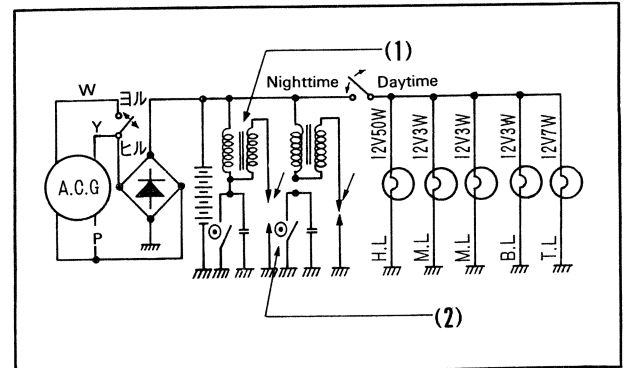 (1)
Nighttime Daytime
W
ヨル
Y
ヒル
A.C.G
P
12V50W
12V3W
12V3W
12V3W
12V7W
H.L
M.L
M.L
B.L
T.L
(2)